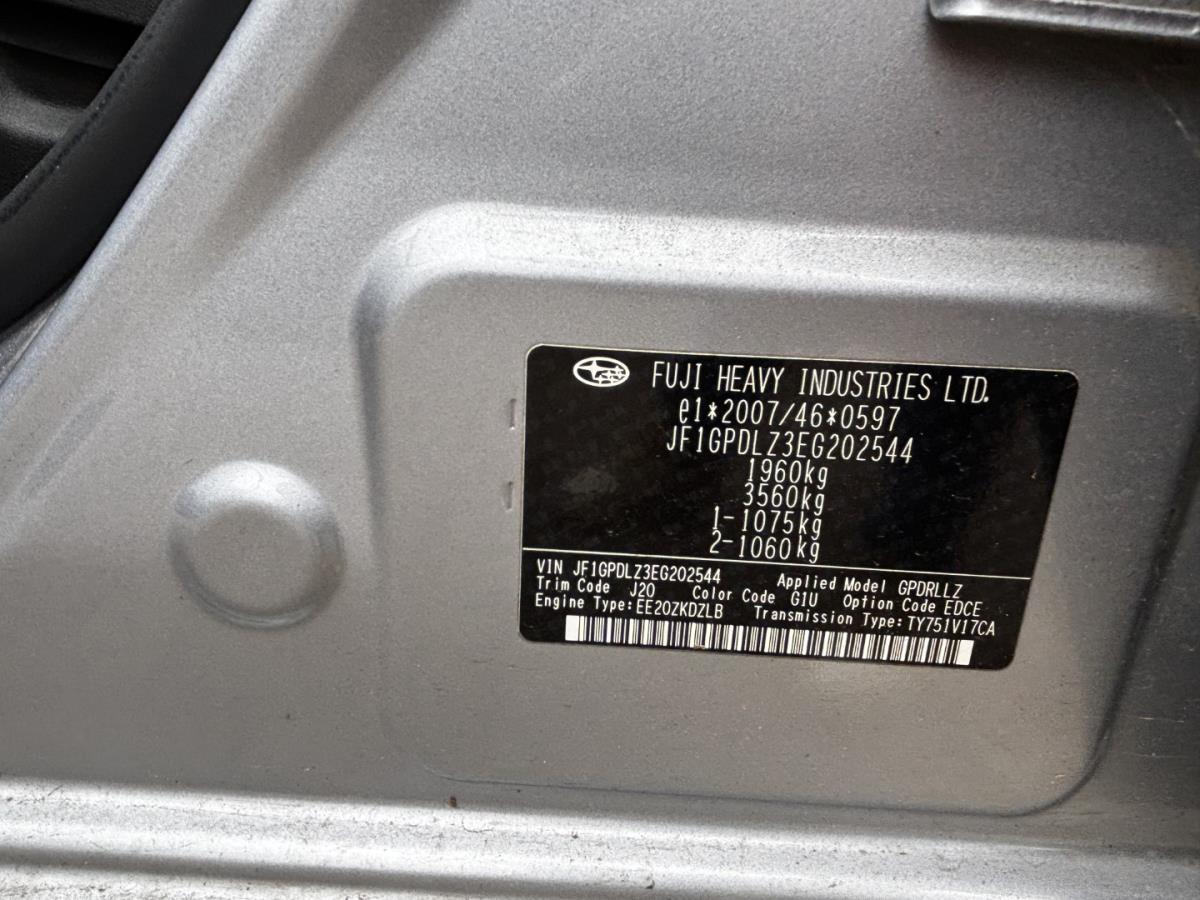 FUJI HEAVY INDUSTRIES LTD.
e1*2007/46*0597
JF1GPDLZ3EG202544
1960kg
3560kg
1-1075kg
2-1060kg
VIN JF1GPDLZ3EG202544 Applied Model GPDRLLZ
Trim Code J20 Color Code G1U Option Code EDCE
Engine Type:EE20ZKDZLB Transmission Type:TY751V17CA